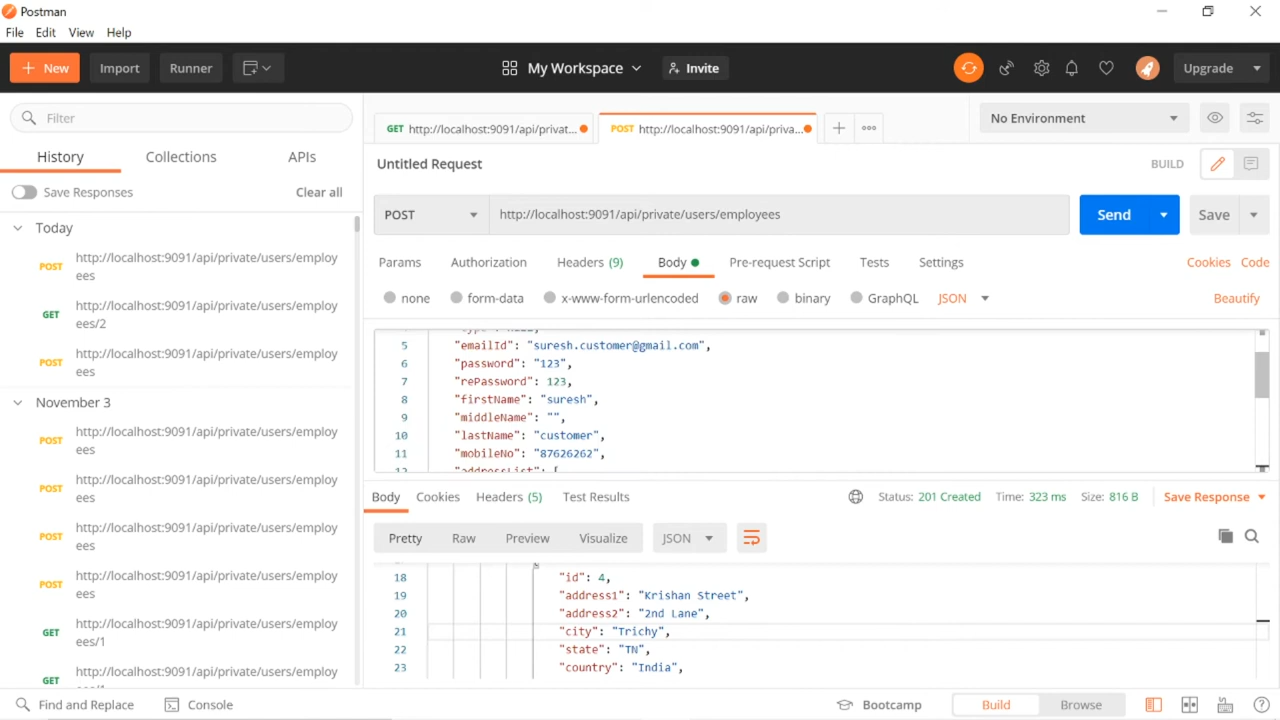 Postman
File Edit View Help
New Import Runner My Workspace Invite Upgrade
Filter
GET http://localhost:9091/api/privat... POST http://localhost:9091/api/priva... No Environment
History Collections APIs
Untitled Request BUILD
Save Responses Clear all
POST http://localhost:9091/api/private/users/employees Send Save
Today
POST http://localhost:9091/api/private/users/employ
ees
GET http://localhost:9091/api/private/users/employ
ees/2
POST http://localhost:9091/api/private/users/employ
ees
November 3
POST http://localhost:9091/api/private/users/employ
ees
POST http://localhost:9091/api/private/users/employ
ees
POST http://localhost:9091/api/private/users/employ
ees
POST http://localhost:9091/api/private/users/employ
ees
GET http://localhost:9091/api/private/users/employ
ees/1
GET http://localhost:9091/api/private/users/employ
Params Authorization Headers (9) Body Pre-request Script Tests Settings Cookies Code
none form-data x-www-form-urlencoded raw binary GraphQL JSON Beautify
5 "emailId": "suresh.customer@gmail.com",
6 "password": "123",
7 "rePassword": 123,
8 "firstName": "suresh",
9 "middleName": "",
10 "lastName": "customer",
11 "mobileNo": "87626262",
12 "addressList": [
Body Cookies Headers (5) Test Results Status: 201 Created Time: 323 ms Size: 816 B Save Response
Pretty Raw Preview Visualize JSON
18 "id": 4,
19 "address1": "Krishan Street",
20 "address2": "2nd Lane",
21 "city": "Trichy",
22 "state": "TN",
23 "country": "India",
Find and Replace Console Bootcamp Build Browse